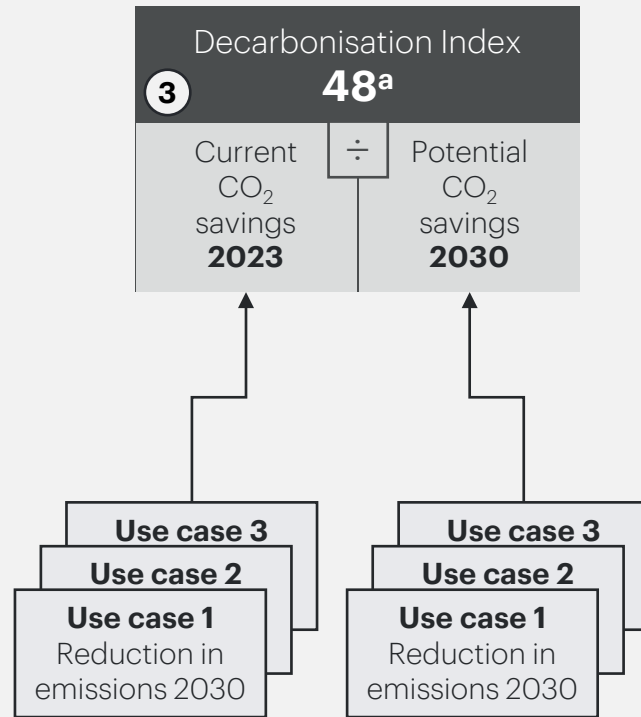 Decarbonisation Index
3
48ᵃ
÷
Current
CO₂
savings
2023
Potential
CO₂
savings
2030
Use case 3
Use case 2
Use case 1
Reduction in
emissions 2030
Use case 3
Use case 2
Use case 1
Reduction in
emissions 2030